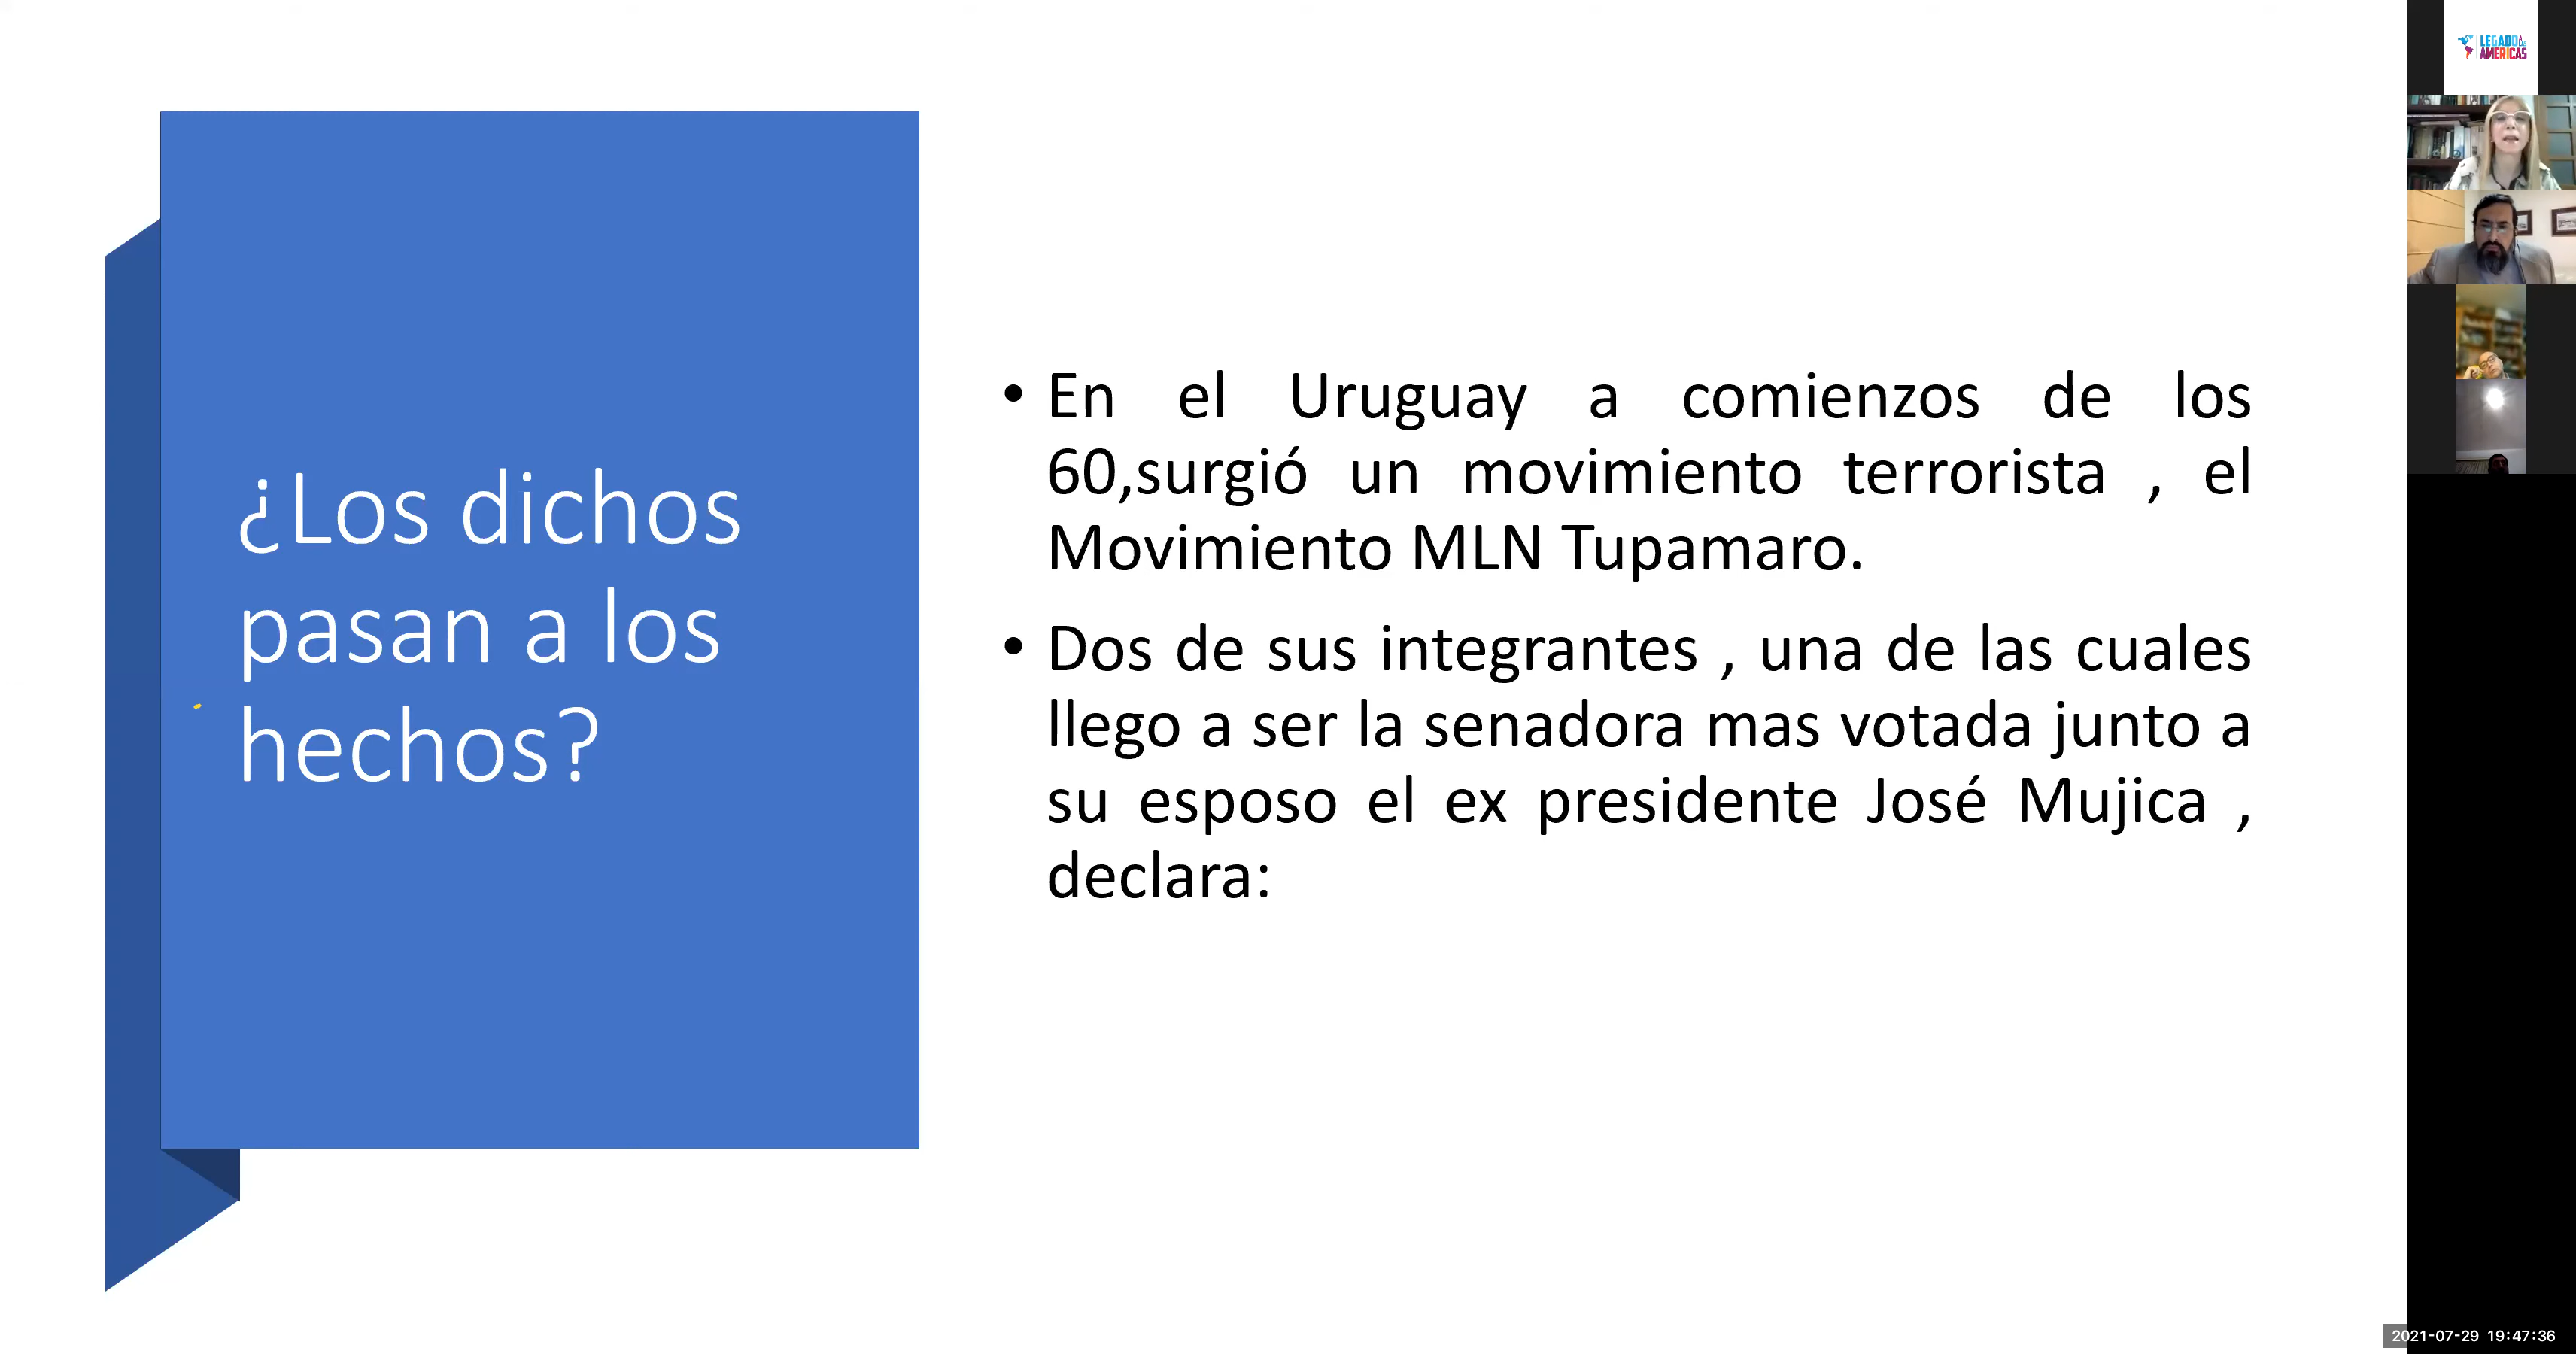 ¿Los dichos
pasan a los
hechos?
• En el Uruguay a comienzos de los
60,surgió un movimiento terrorista , el
Movimiento MLN Tupamaro.
• Dos de sus integrantes , una de las cuales
llego a ser la senadora mas votada junto a
su esposo el ex presidente José Mujica ,
declara:
LEGADO A LAS
AMERICAS
2021-07-29 19:47:36